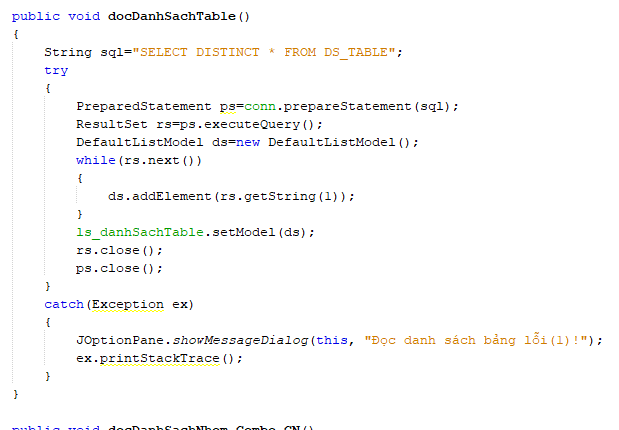 public void docDanhSachTable()
{
String sql="SELECT DISTINCT * FROM DS_TABLE";
try
{
PreparedStatement ps=conn.prepareStatement(sql);
ResultSet rs=ps.executeQuery();
DefaultListModel ds=new DefaultListModel();
while(rs.next())
{
ds.addElement(rs.getString(1));
}
ls_danhSachTable.setModel(ds);
rs.close();
ps.close();
}
catch(Exception ex)
{
JOptionPane.showMessageDialog(this, "Đọc danh sách bảng lỗi(1)!");
ex.printStackTrace();
}
}
public void